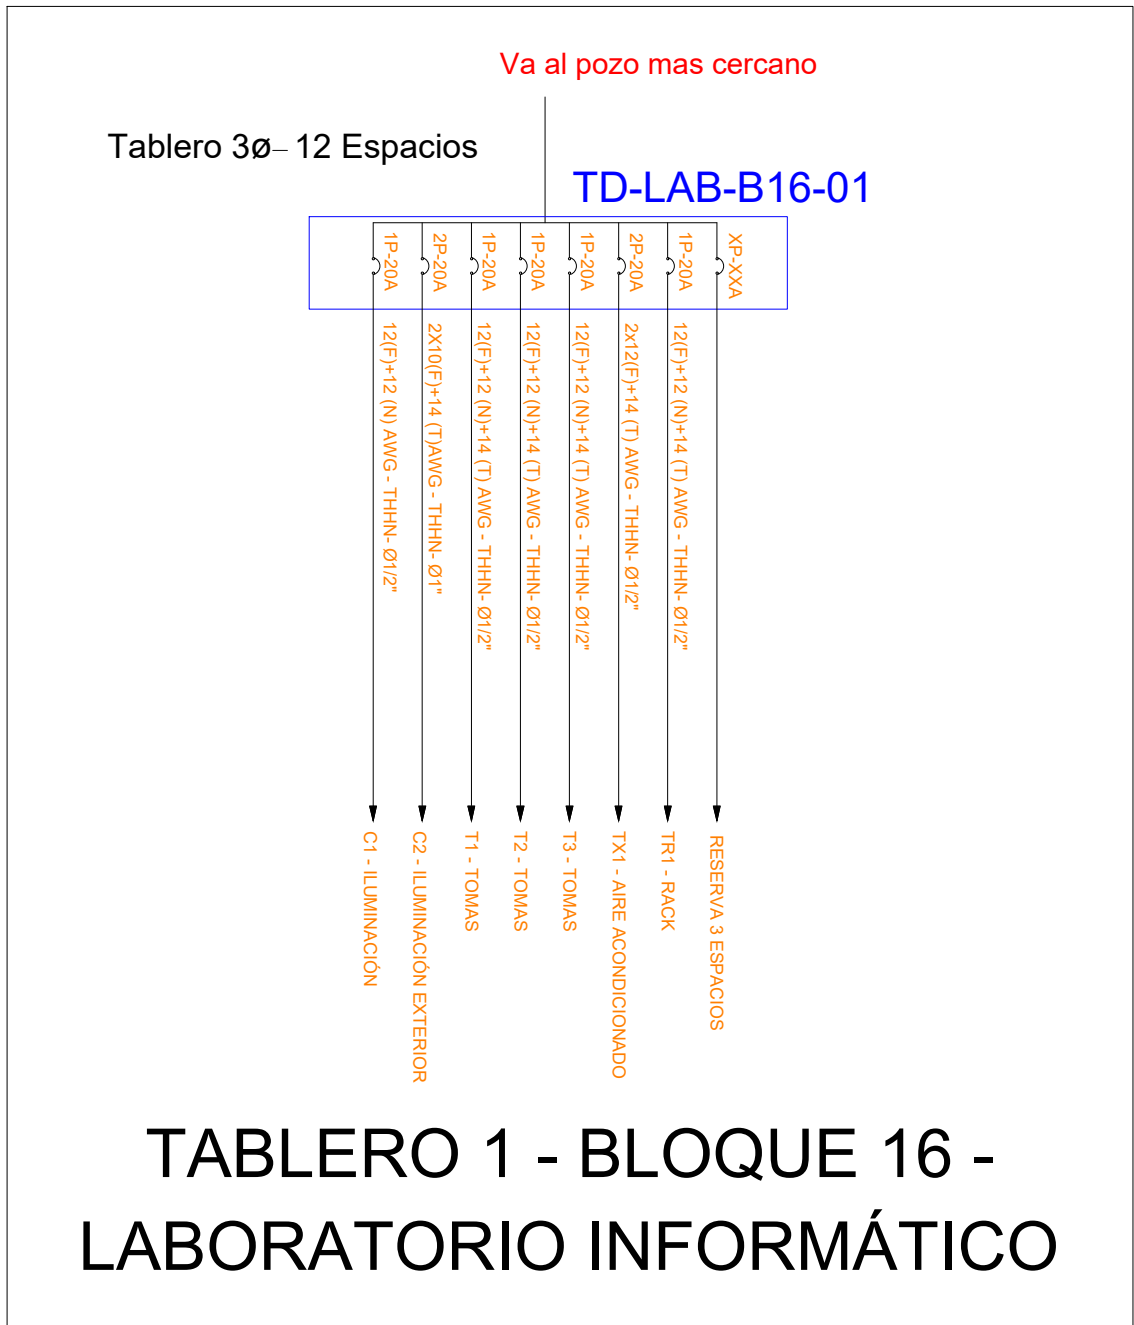 Va al pozo mas cercano
Tablero 3ø– 12 Espacios
TD-LAB-B16-01
1P-20A
2P-20A
1P-20A
1P-20A
1P-20A
2P-20A
1P-20A
XP-XXA
12(F)+12 (N) AWG - THHN- Ø1/2"
2X10(F)+14 (T)AWG - THHN- Ø1"
12(F)+12 (N)+14 (T) AWG - THHN- Ø1/2"
12(F)+12 (N)+14 (T) AWG - THHN- Ø1/2"
12(F)+12 (N)+14 (T) AWG - THHN- Ø1/2"
2x12(F)+14 (T) AWG - THHN- Ø1/2"
12(F)+12 (N)+14 (T) AWG - THHN- Ø1/2"
C1 - ILUMINACIÓN
C2 - ILUMINACIÓN EXTERIOR
T1 - TOMAS
T2 - TOMAS
T3 - TOMAS
TX1 - AIRE ACONDICIONADO
TR1 - RACK
RESERVA 3 ESPACIOS
TABLERO 1 - BLOQUE 16 -
LABORATORIO INFORMÁTICO